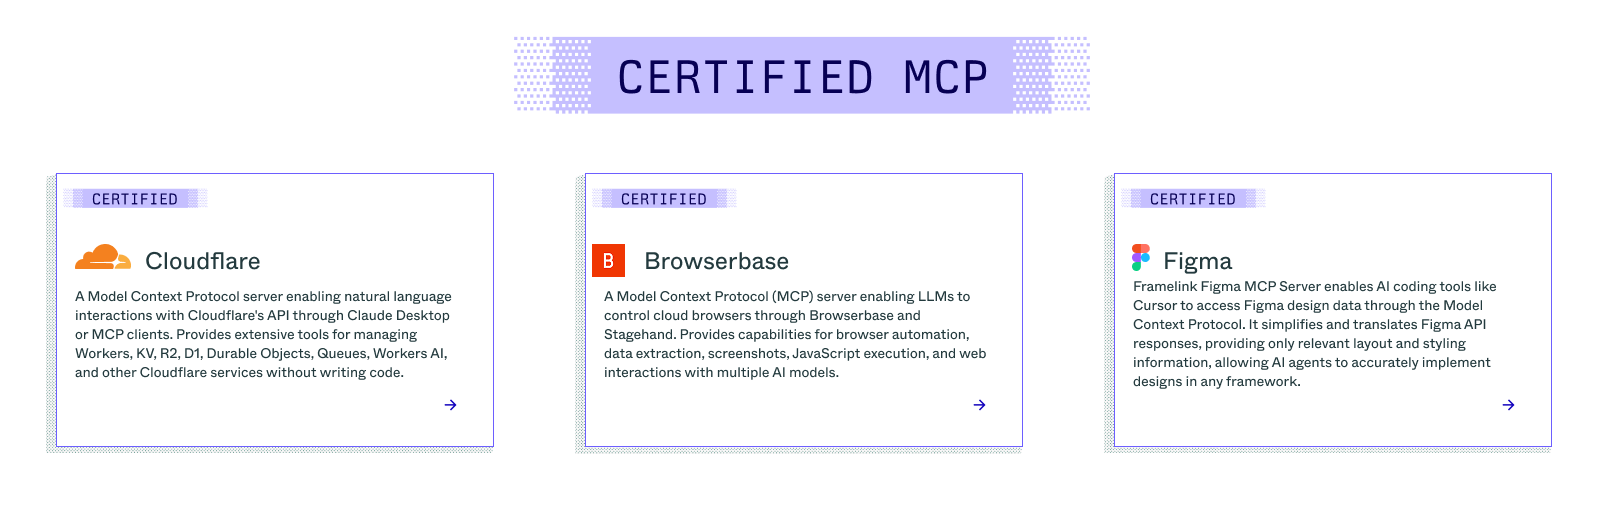 CERTIFIED MCP
CERTIFIED
Cloudflare
A Model Context Protocol server enabling natural language
interactions with Cloudflare's API through Claude Desktop
or MCP clients. Provides extensive tools for managing
Workers, KV, R2, D1, Durable Objects, Queues, Workers AI,
and other Cloudflare services without writing code.
CERTIFIED
B
Browserbase
A Model Context Protocol (MCP) server enabling LLMs to
control cloud browsers through Browserbase and
Stagehand. Provides capabilities for browser automation,
data extraction, screenshots, JavaScript execution, and web
interactions with multiple AI models.
CERTIFIED
Figma
Framelink Figma MCP Server enables AI coding tools like
Cursor to access Figma design data through the Model
Context Protocol. It simplifies and translates Figma API
responses, providing only relevant layout and styling
information, allowing AI agents to accurately implement
designs in any framework.